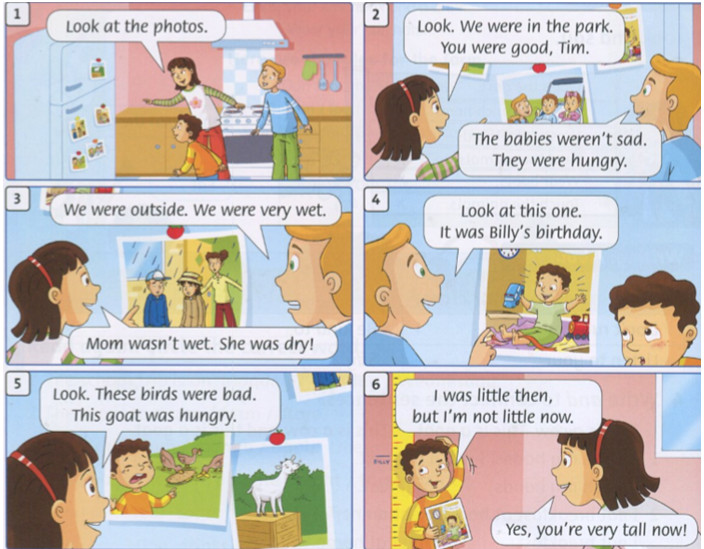 1
Look at the photos.
2
Look. We were in the park.
You were good, Tim.
The babies weren't sad.
They were hungry.
3
We were outside. We were very wet.
Mom wasn't wet. She was dry!
4
Look at this one.
It was Billy's birthday.
5
Look. These birds were bad.
This goat was hungry.
6
I was little then,
but I'm not little now.
Yes, you're very tall now!